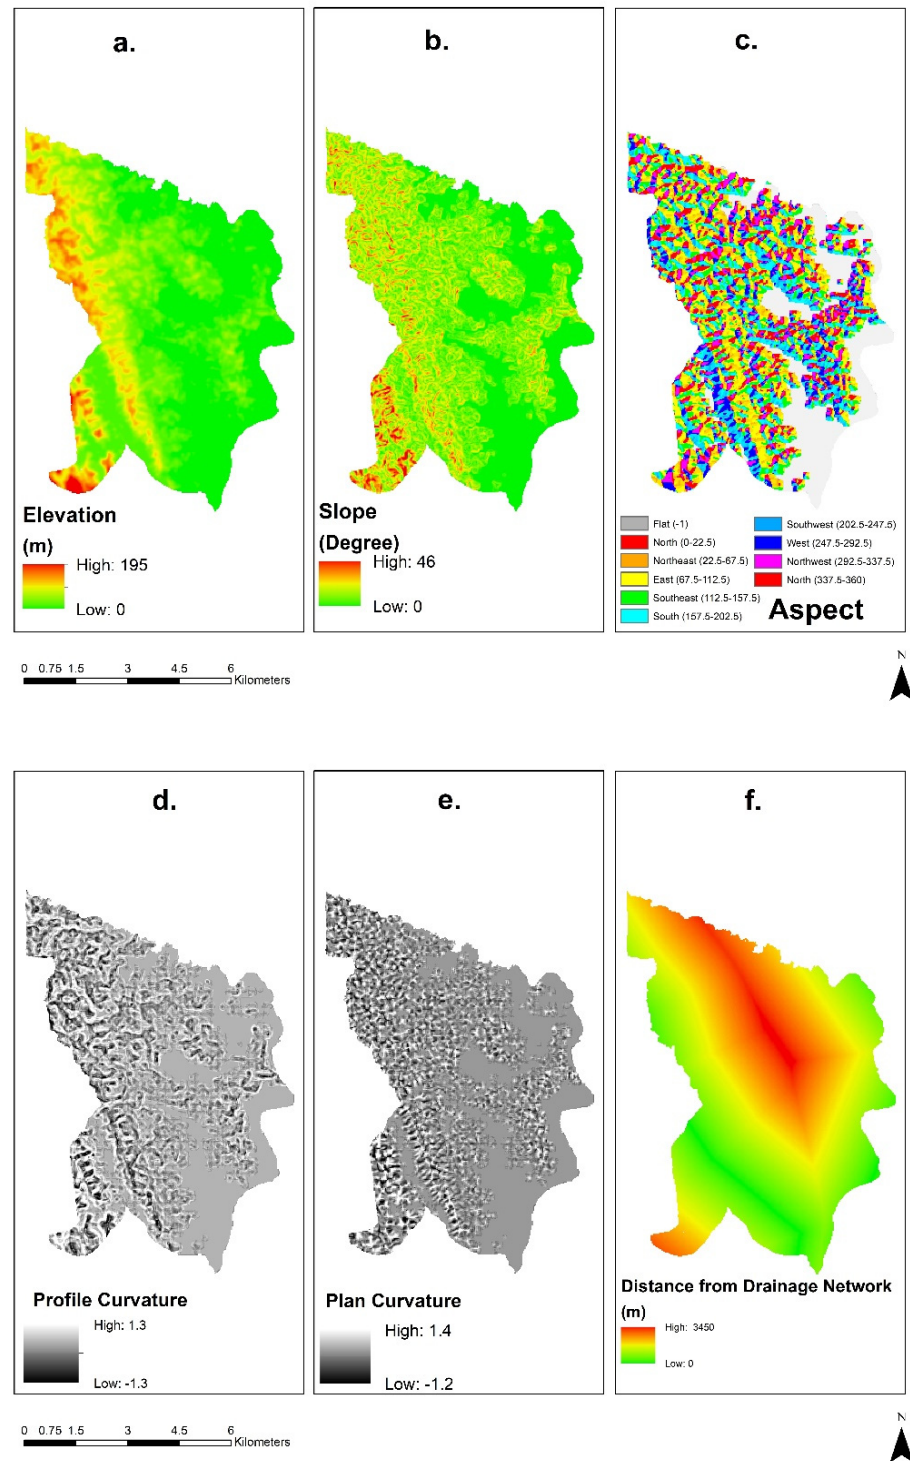 a.
b.
c.
Elevation
(m)
High: 195
Low: 0
Slope
(Degree)
High: 46
Low: 0
Flat (-1)
North (0-22.5)
Northeast (22.5-67.5)
East (67.5-112.5)
Southeast (112.5-157.5)
South (157.5-202.5)
Southwest (202.5-247.5)
West (247.5-292.5)
Northwest (292.5-337.5)
North (337.5-360)
Aspect
0 0.75 1.5 3 4.5 6
Kilometers
N
d.
e.
f.
Profile Curvature
High: 1.3
Low: -1.3
Plan Curvature
High: 1.4
Low: -1.2
Distance from Drainage Network
(m)
High: 3450
Low: 0
0 0.75 1.5 3 4.5 6
Kilometers
N